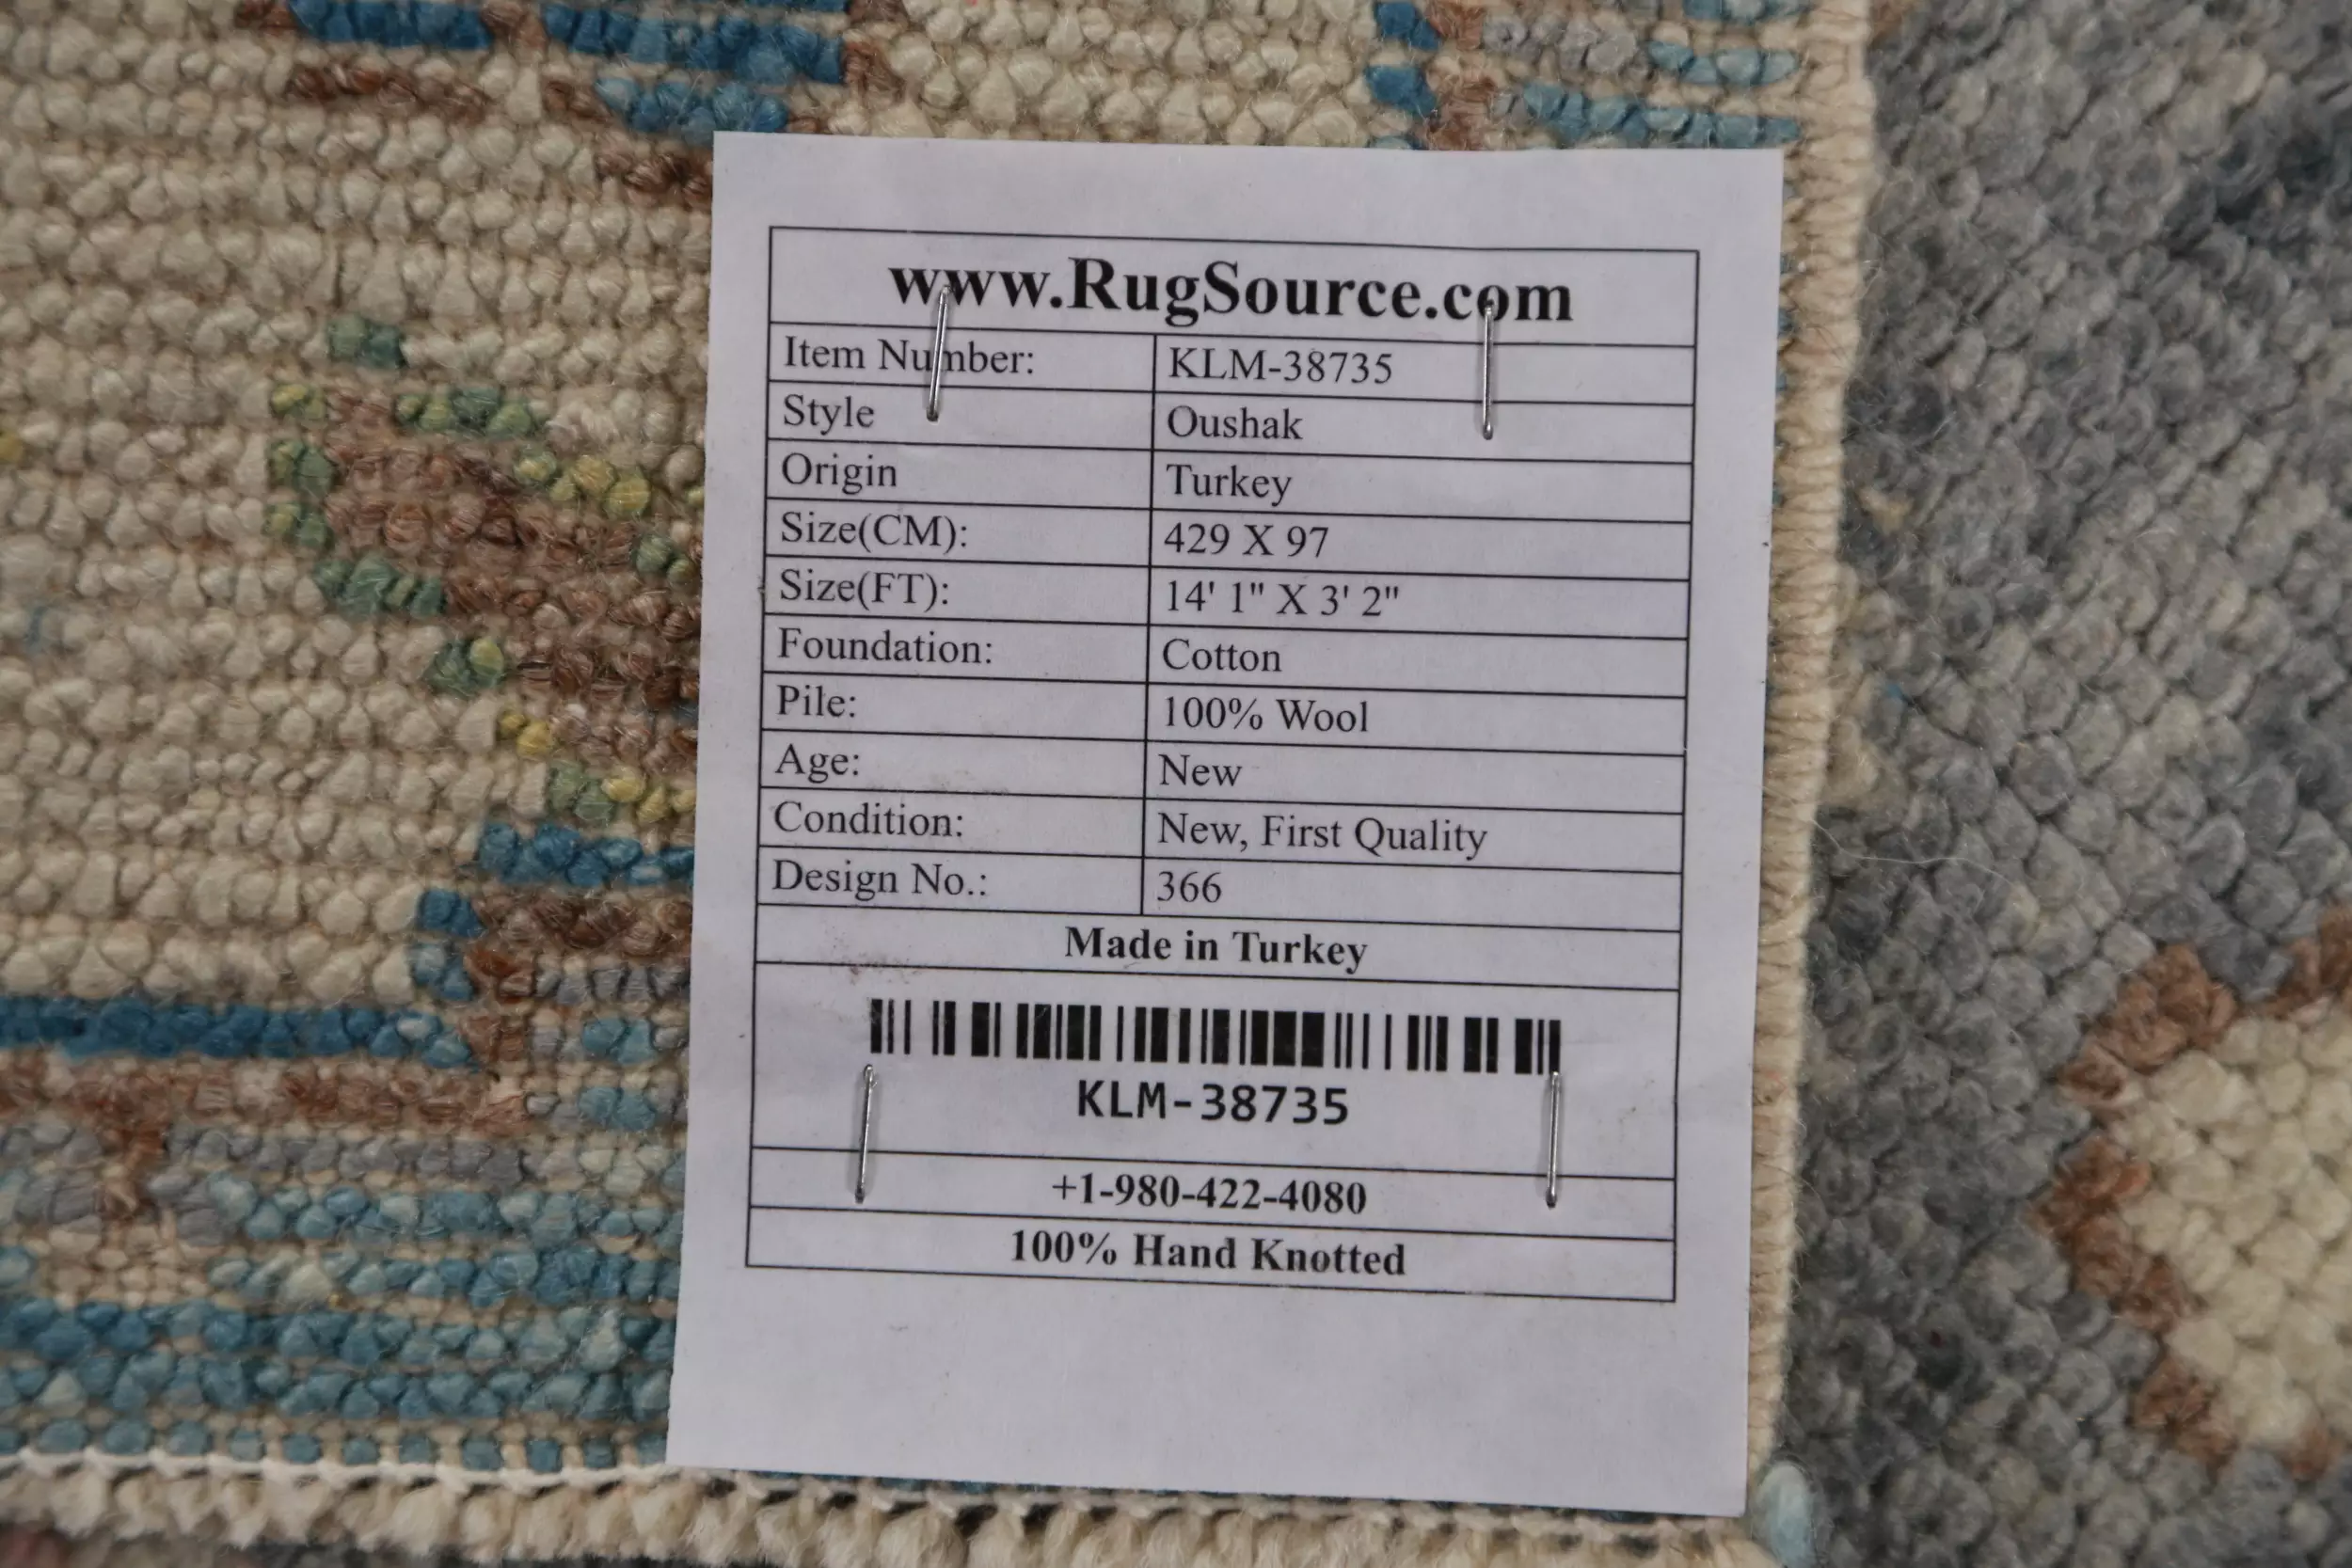 www.RugSource.com
Item Number: KLM-38735
Style Oushak
Origin Turkey
Size(CM): 429 X 97
Size(FT): 14' 1" X 3' 2"
Foundation: Cotton
Pile: 100% Wool
Age: New
Condition: New, First Quality
Design No.: 366
Made in Turkey
KLM-38735
+1-980-422-4080
100% Hand Knotted